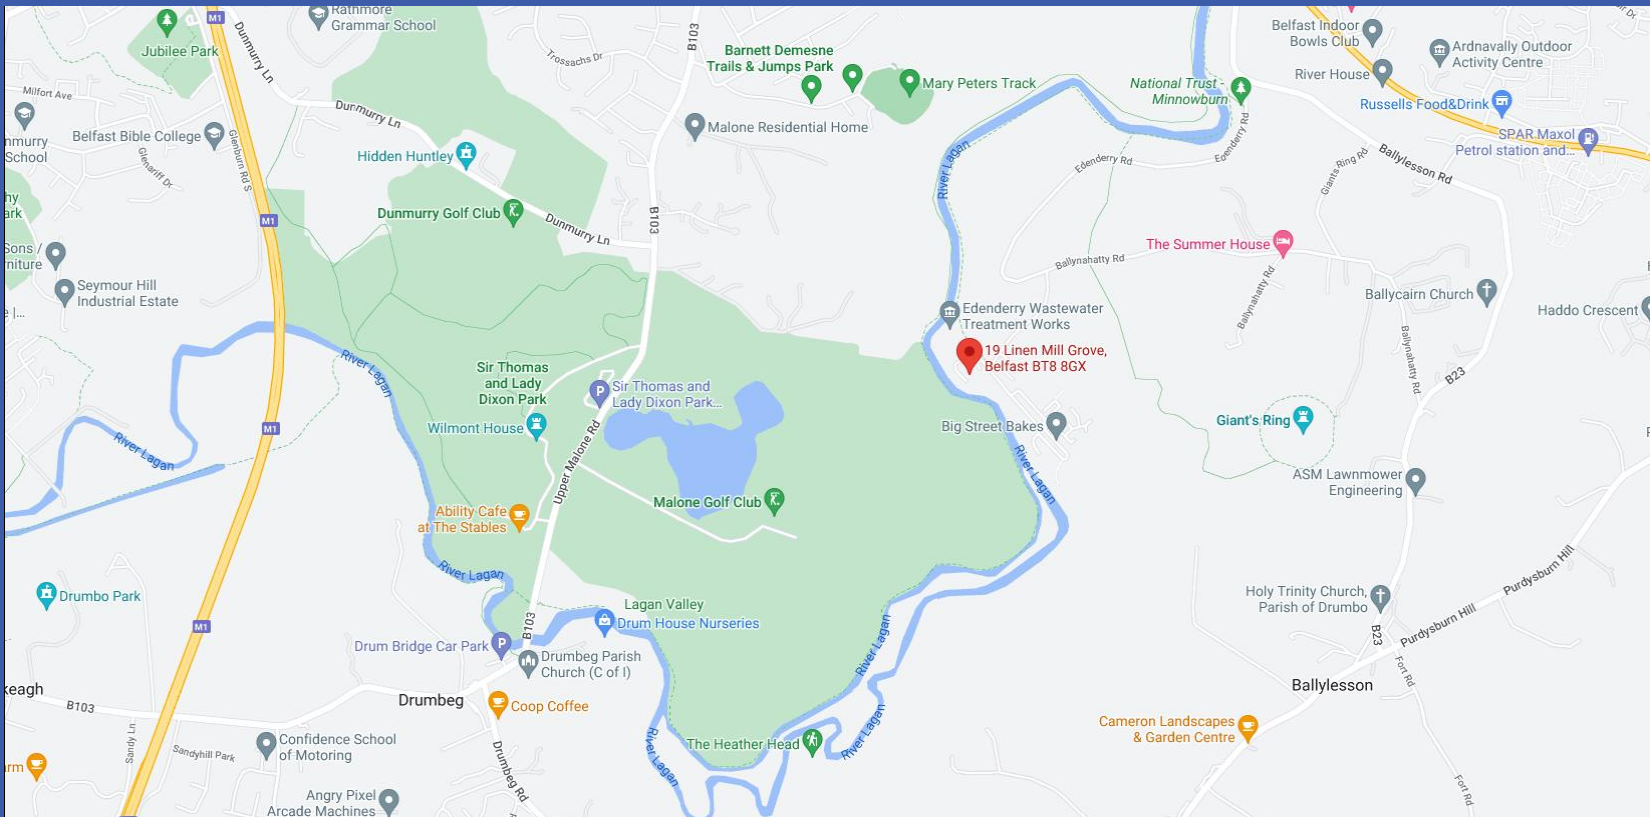 Rathmore
Grammar School
M1
Jubilee Park
Dunmurry Ln
B103
Trossachs Dr
Barnett Demesne
Trails & Jumps Park
Mary Peters Track
National Trust
Minnowburn
Belfast Indoor
Bowls Club
River House
Ardnavally Outdoor
Activity Centre
Russells Food&Drink
SPAR Maxol
Petrol station and...
Milfort Ave
nmurry
School
Belfast Bible College
Glenariff Dr
Glenburn Rd S
Dunmurry Ln
Hidden Huntley
Malone Residential Home
River Lagan
Edenderry Rd
Edenderry Rd
Giants Ring Rd
Ballylesson Rd
hy
ark
M1
Dunmurry Golf Club
Dunmurry Ln
B103
The Summer House
Ballynahatty Rd
Ballynahatty Rd
Sons /
rniture
Seymour Hill
Industrial Estate
e |...
Edenderry Wastewater
Treatment Works
Ballycairn Church
Haddo Crescent
19 Linen Mill Grove,
Belfast BT8 8GX
Ballynahatty Rd
B23
River Lagan
Sir Thomas
and Lady
Dixon Park
Sir Thomas and
Lady Dixon Park...
Wilmont House
Upper Malone Rd
Big Street Bakes
Giant's Ring
M1
River Lagan
River Lagan
ASM Lawnmower
Engineering
Malone Golf Club
Ability Cafe
at The Stables
River Lagan
Drumbo Park
Lagan Valley
Drum House Nurseries
Holy Trinity Church,
Parish of Drumbo
Purdysburn Hill
Purdysburn Hill
B23
M1
B103
Drum Bridge Car Park
Drumbeg Parish
Church (C of I)
River Lagan
Fort Rd
keagh
B103
Drumbeg
Coop Coffee
Ballylesson
Sandy Ln
Sandyhill Park
Confidence School
of Motoring
Drumbeg Rd
River Lagan
The Heather Head
River Lagan
Cameron Landscapes
& Garden Centre
Fort Rd
arm
Angry Pixel
Arcade Machines